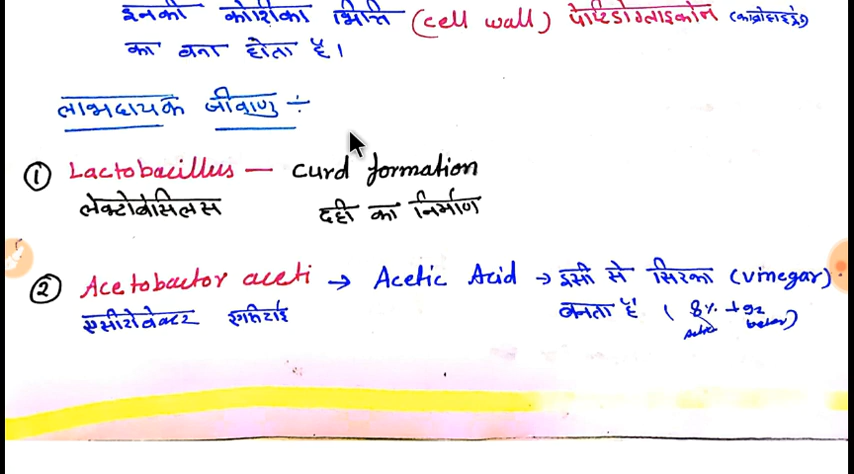 इनकी कोशिका भित्ति (cell wall) पेप्टिडोग्लाइकोन (कार्बोहाइड्रेट)
का बना होता है।
लाभदायक जीवाणु ÷
① Lactobacillus — curd formation
लेक्टोबेसिलस दही का निर्माण
② Acetobactor aceti → Acetic Acid → इसी से सिरका (vinegar)
एसीटोबेक्टर एसिटाई बनता है ( 8% + 92